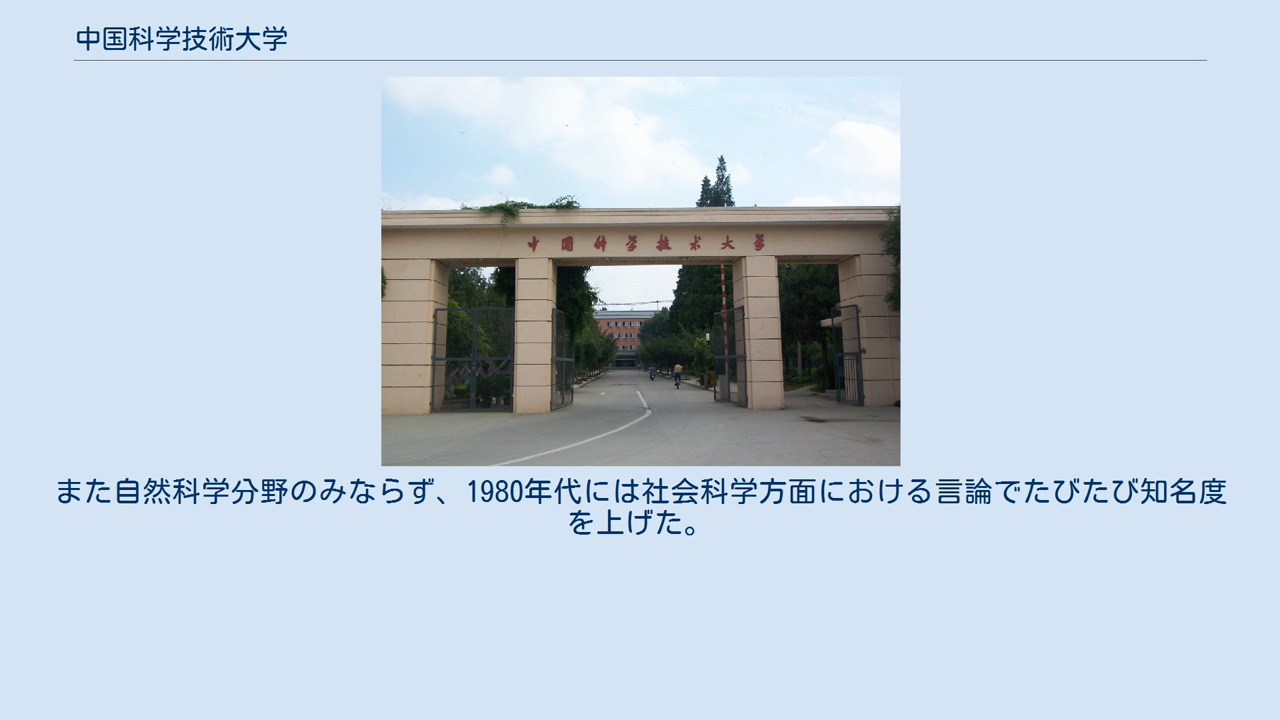 中国科学技術大学
中国科学技术大学
また自然科学分野のみならず、1980年代には社会科学方面における言論でたびたび知名度
を上げた。